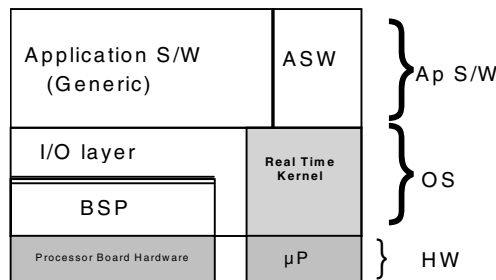 Application S/W
(Generic)
ASW
Ap S/W
I/O layer
Real Time
Kernel
BSP
OS
Processor Board Hardware
µP
HW